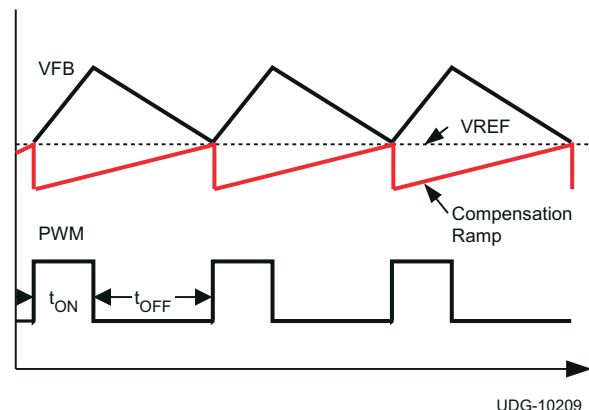 VFB
VREF
Compensation
Ramp
PWM
tON
tOFF
UDG-10209